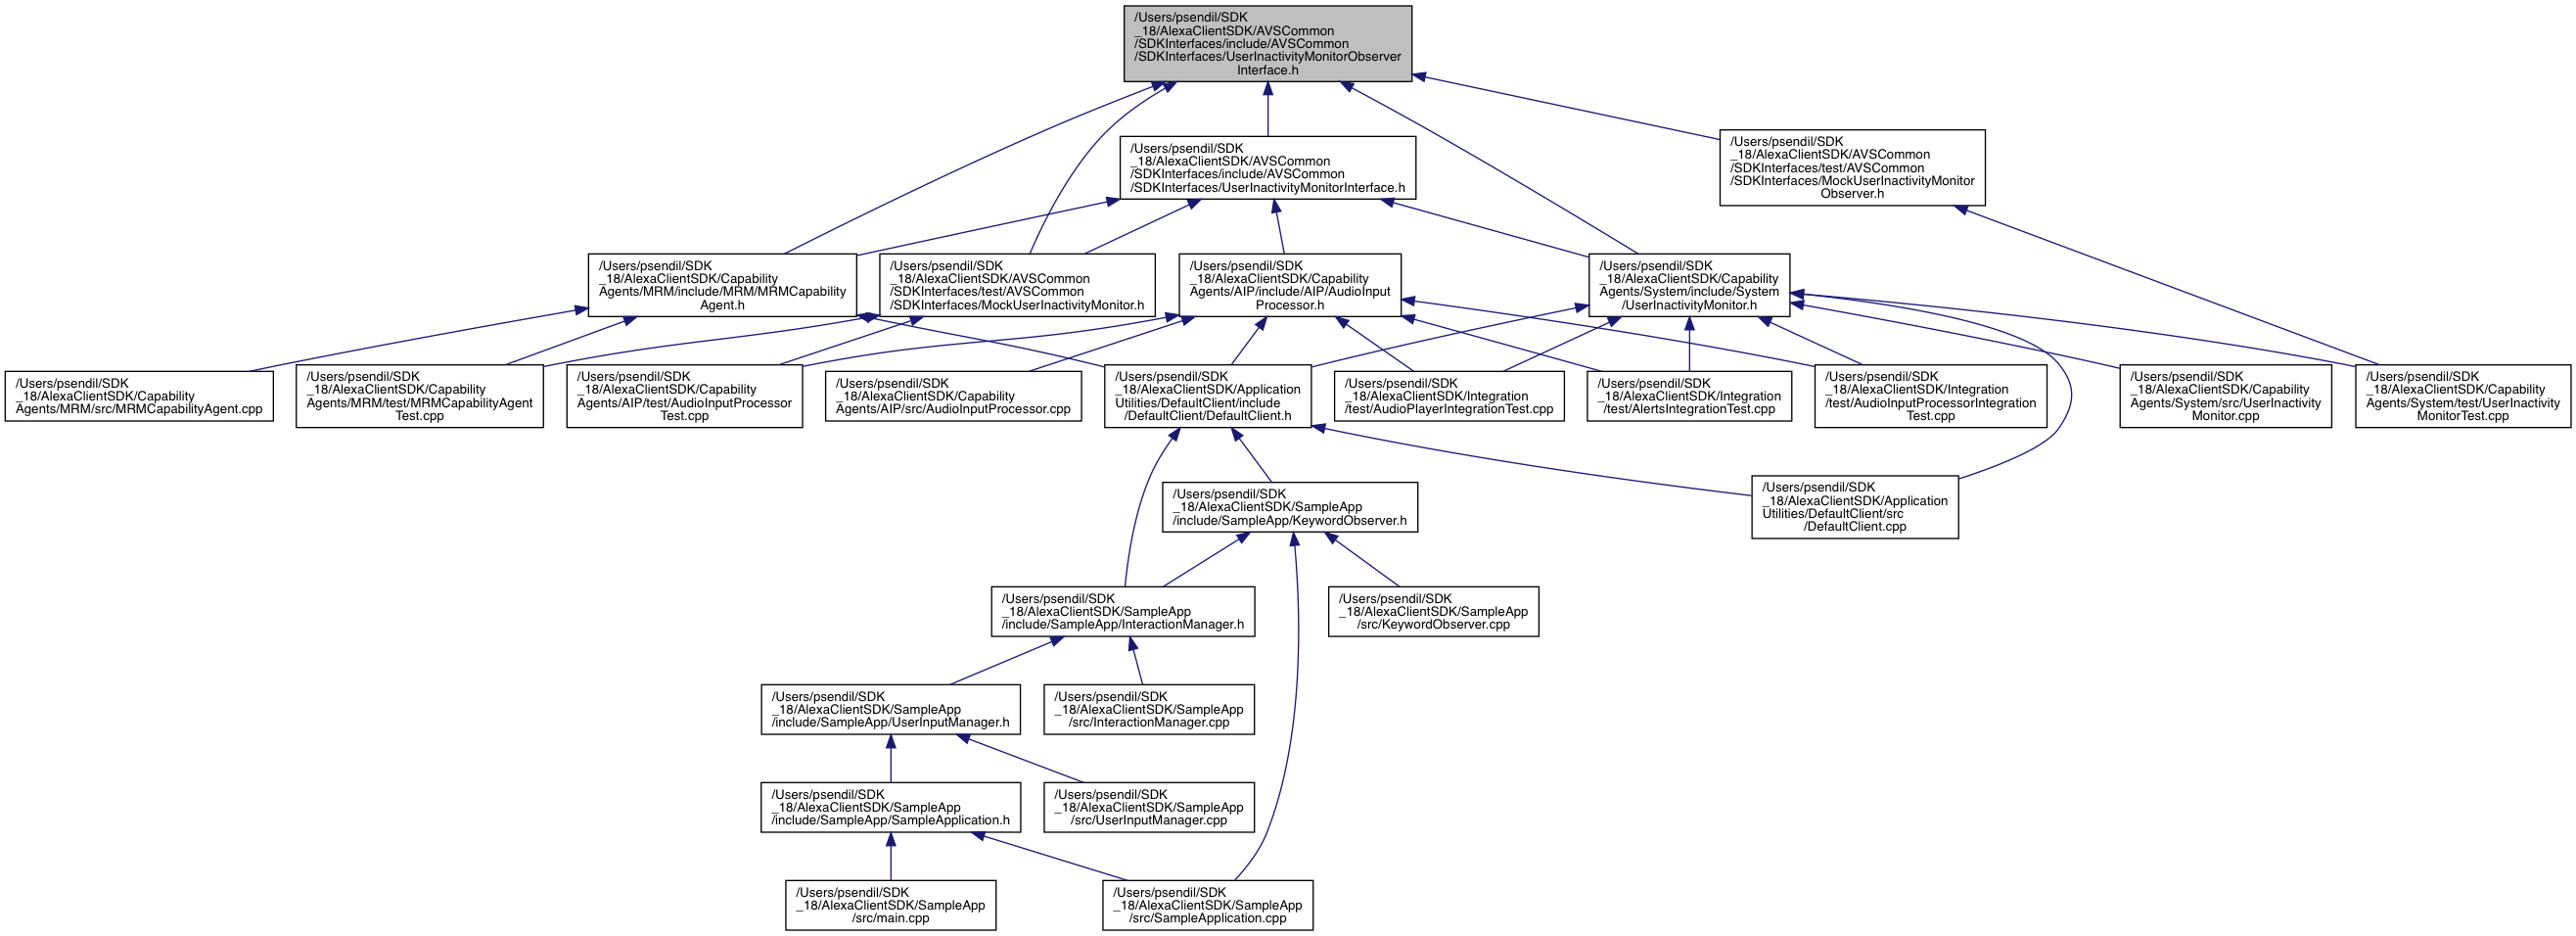 /Users/psendil/SDK
_18/AlexaClientSDK/AVSCommon
/SDKInterfaces/include/AVSCommon
/SDKInterfaces/UserInactivityMonitorObserver
Interface.h
/Users/psendil/SDK
_18/AlexaClientSDK/AVSCommon
/SDKInterfaces/include/AVSCommon
/SDKInterfaces/UserInactivityMonitorInterface.h
/Users/psendil/SDK
_18/AlexaClientSDK/AVSCommon
/SDKInterfaces/test/AVSCommon
/SDKInterfaces/MockUserInactivityMonitor
Observer.h
/Users/psendil/SDK
_18/AlexaClientSDK/Capability
Agents/MRM/include/MRM/MRMCapability
Agent.h
/Users/psendil/SDK
_18/AlexaClientSDK/AVSCommon
/SDKInterfaces/test/AVSCommon
/SDKInterfaces/MockUserInactivityMonitor.h
/Users/psendil/SDK
_18/AlexaClientSDK/Capability
Agents/AIP/include/AIP/AudioInput
Processor.h
/Users/psendil/SDK
_18/AlexaClientSDK/Capability
Agents/System/include/System
/UserInactivityMonitor.h
/Users/psendil/SDK
_18/AlexaClientSDK/Capability
Agents/MRM/src/MRMCapabilityAgent.cpp
/Users/psendil/SDK
_18/AlexaClientSDK/Capability
Agents/MRM/test/MRMCapabilityAgent
Test.cpp
/Users/psendil/SDK
_18/AlexaClientSDK/Capability
Agents/AIP/test/AudioInputProcessor
Test.cpp
/Users/psendil/SDK
_18/AlexaClientSDK/Capability
Agents/AIP/src/AudioInputProcessor.cpp
/Users/psendil/SDK
_18/AlexaClientSDK/Application
Utilities/DefaultClient/include
/DefaultClient/DefaultClient.h
/Users/psendil/SDK
_18/AlexaClientSDK/Integration
/test/AudioPlayerIntegrationTest.cpp
/Users/psendil/SDK
_18/AlexaClientSDK/Integration
/test/AlertsIntegrationTest.cpp
/Users/psendil/SDK
_18/AlexaClientSDK/Integration
/test/AudioInputProcessorIntegration
Test.cpp
/Users/psendil/SDK
_18/AlexaClientSDK/Capability
Agents/System/src/UserInactivity
Monitor.cpp
/Users/psendil/SDK
_18/AlexaClientSDK/Capability
Agents/System/test/UserInactivity
MonitorTest.cpp
/Users/psendil/SDK
_18/AlexaClientSDK/SampleApp
/include/SampleApp/KeywordObserver.h
/Users/psendil/SDK
_18/AlexaClientSDK/Application
Utilities/DefaultClient/src
/DefaultClient.cpp
/Users/psendil/SDK
_18/AlexaClientSDK/SampleApp
/include/SampleApp/InteractionManager.h
/Users/psendil/SDK
_18/AlexaClientSDK/SampleApp
/src/KeywordObserver.cpp
/Users/psendil/SDK
_18/AlexaClientSDK/SampleApp
/include/SampleApp/UserInputManager.h
/Users/psendil/SDK
_18/AlexaClientSDK/SampleApp
/src/InteractionManager.cpp
/Users/psendil/SDK
_18/AlexaClientSDK/SampleApp
/include/SampleApp/SampleApplication.h
/Users/psendil/SDK
_18/AlexaClientSDK/SampleApp
/src/UserInputManager.cpp
/Users/psendil/SDK
_18/AlexaClientSDK/SampleApp
/src/main.cpp
/Users/psendil/SDK
_18/AlexaClientSDK/SampleApp
/src/SampleApplication.cpp